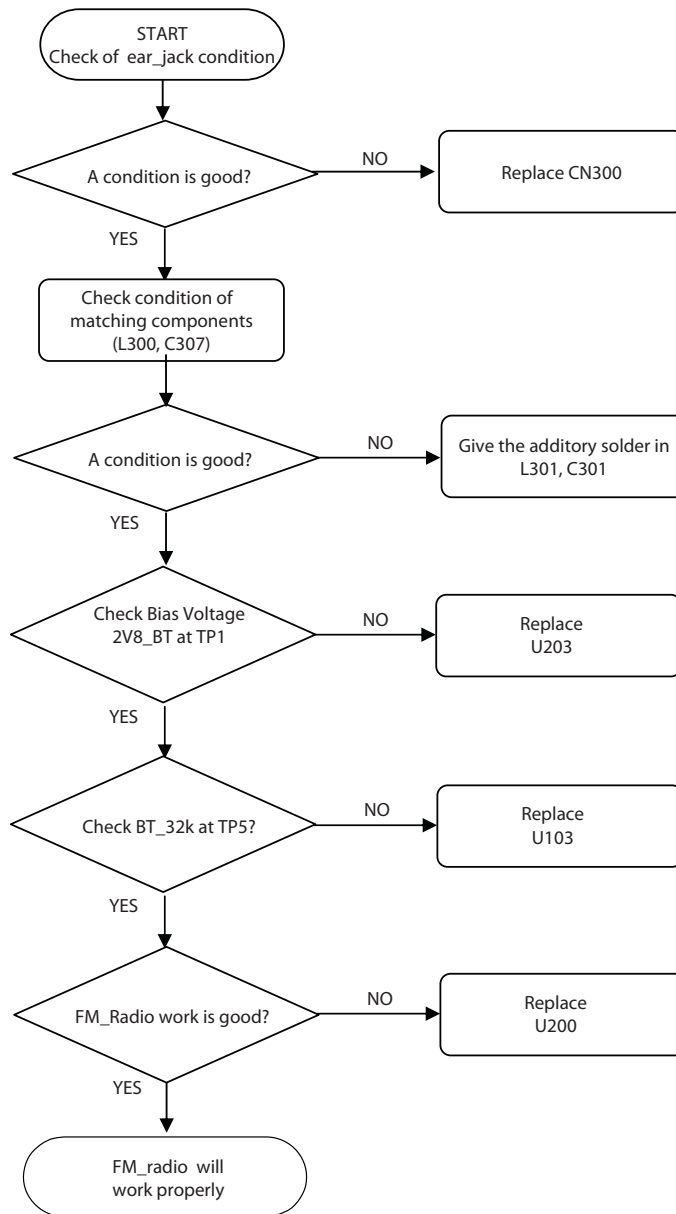 START
Check of ear_jack condition
A condition is good?
NO
Replace CN300
YES
Check condition of
matching components
(L300, C307)
A condition is good?
NO
Give the additory solder in
L301, C301
YES
Check Bias Voltage
2V8_BT at TP1
NO
Replace
U203
YES
Check BT_32k at TP5?
NO
Replace
U103
YES
FM_Radio work is good?
NO
Replace
U200
YES
FM_radio will
work properly